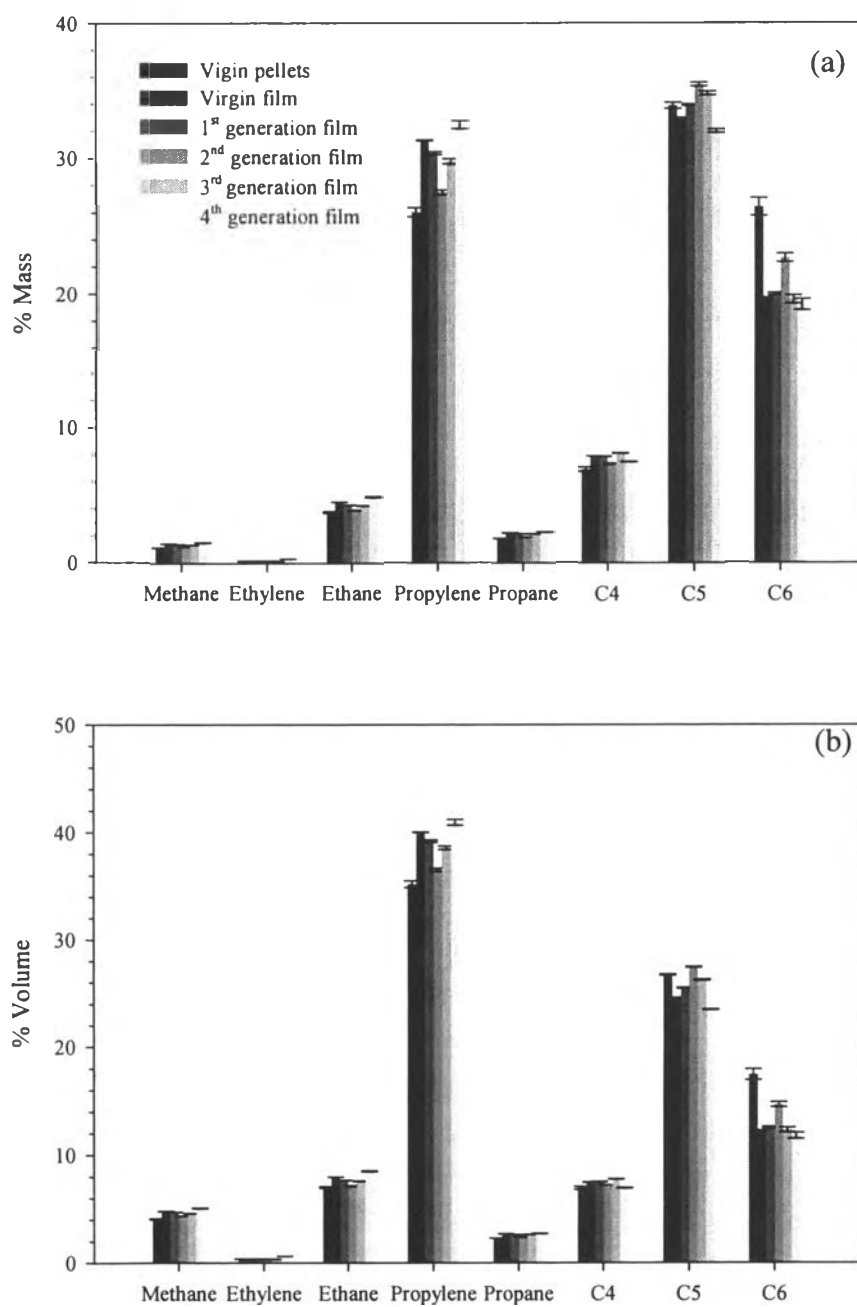 (a)
40
30
20
10
0
% Mass
Vigin pellets
Virgin film
1st generation film
2nd generation film
3rd generation film
4th generation film
Methane Ethylene Ethane Propylene Propane C4 C5 C6
(b)
50
40
30
20
10
0
% Volume
Methane Ethylene Ethane Propylene Propane C4 C5 C6